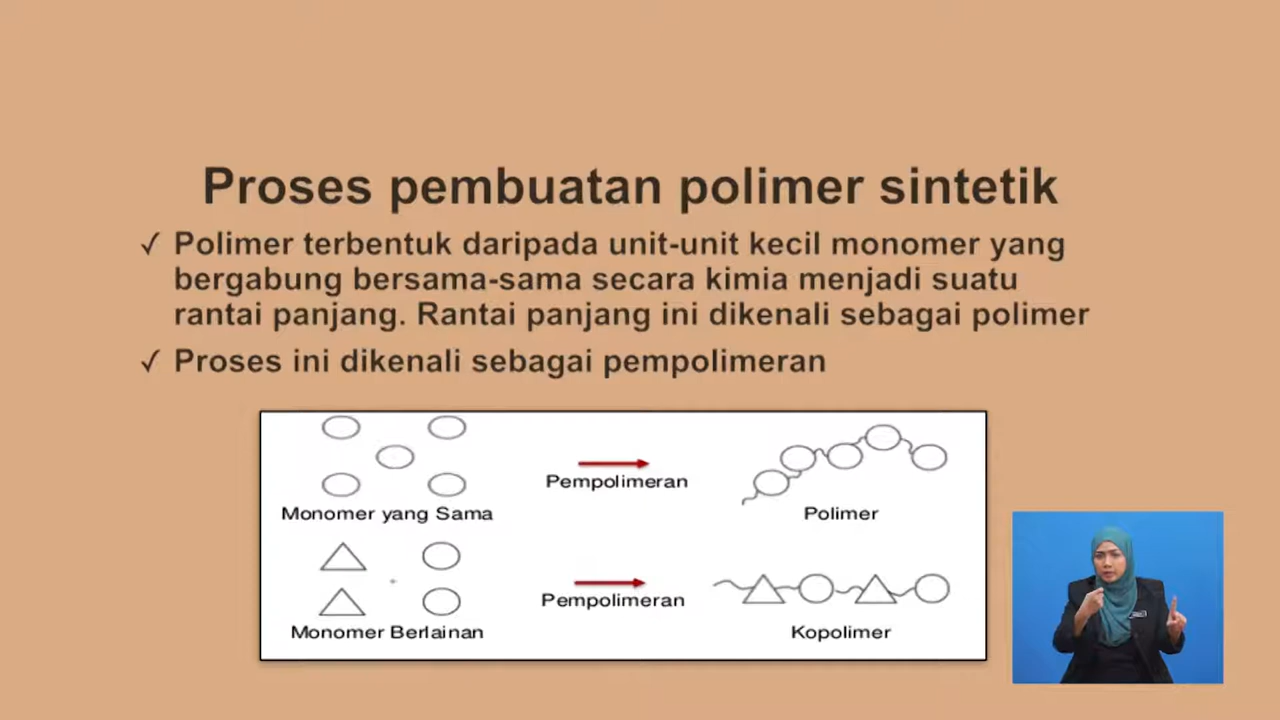 Proses pembuatan polimer sintetik
✓ Polimer terbentuk daripada unit-unit kecil monomer yang
bergabung bersama-sama secara kimia menjadi suatu
rantai panjang. Rantai panjang ini dikenali sebagai polimer
✓ Proses ini dikenali sebagai pempolimeran
Pempolimeran
Monomer yang Sama
Polimer
Pempolimeran
Monomer Berlainan
Kopolimer